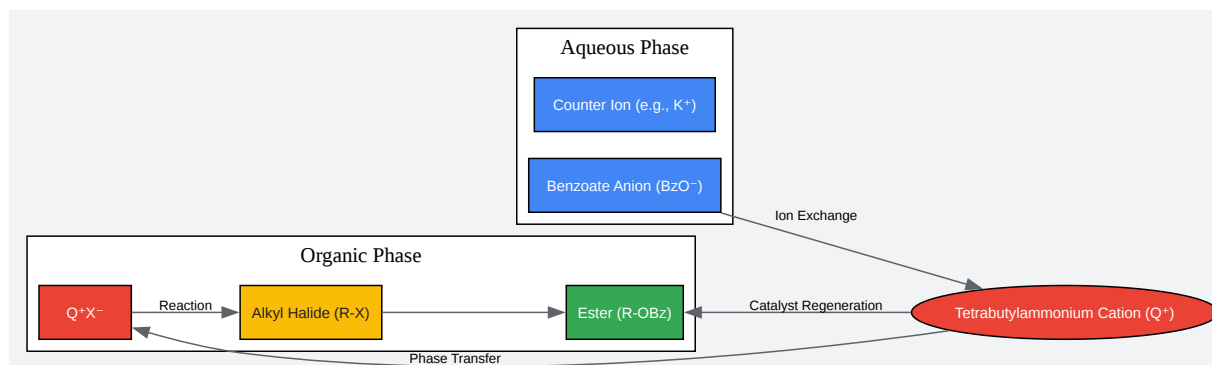 Aqueous Phase
Counter Ion (e.g., K⁺)
Benzoate Anion (BzO⁻)
Ion Exchange
Organic Phase
Q⁺X⁻
Reaction
Alkyl Halide (R-X)
Ester (R-OBz)
Catalyst Regeneration
Tetrabutylammonium Cation (Q⁺)
Phase Transfer